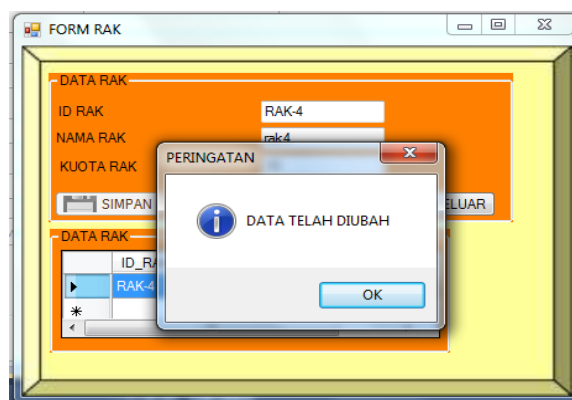 FORM RAK
DATA RAK
ID RAK RAK-4
NAMA RAK rak4
KUOTA RAK
PERINGATAN
SIMPAN
DATA TELAH DIUBAH
ELUAR
DATA RAK
ID_RA
RAK-4
OK